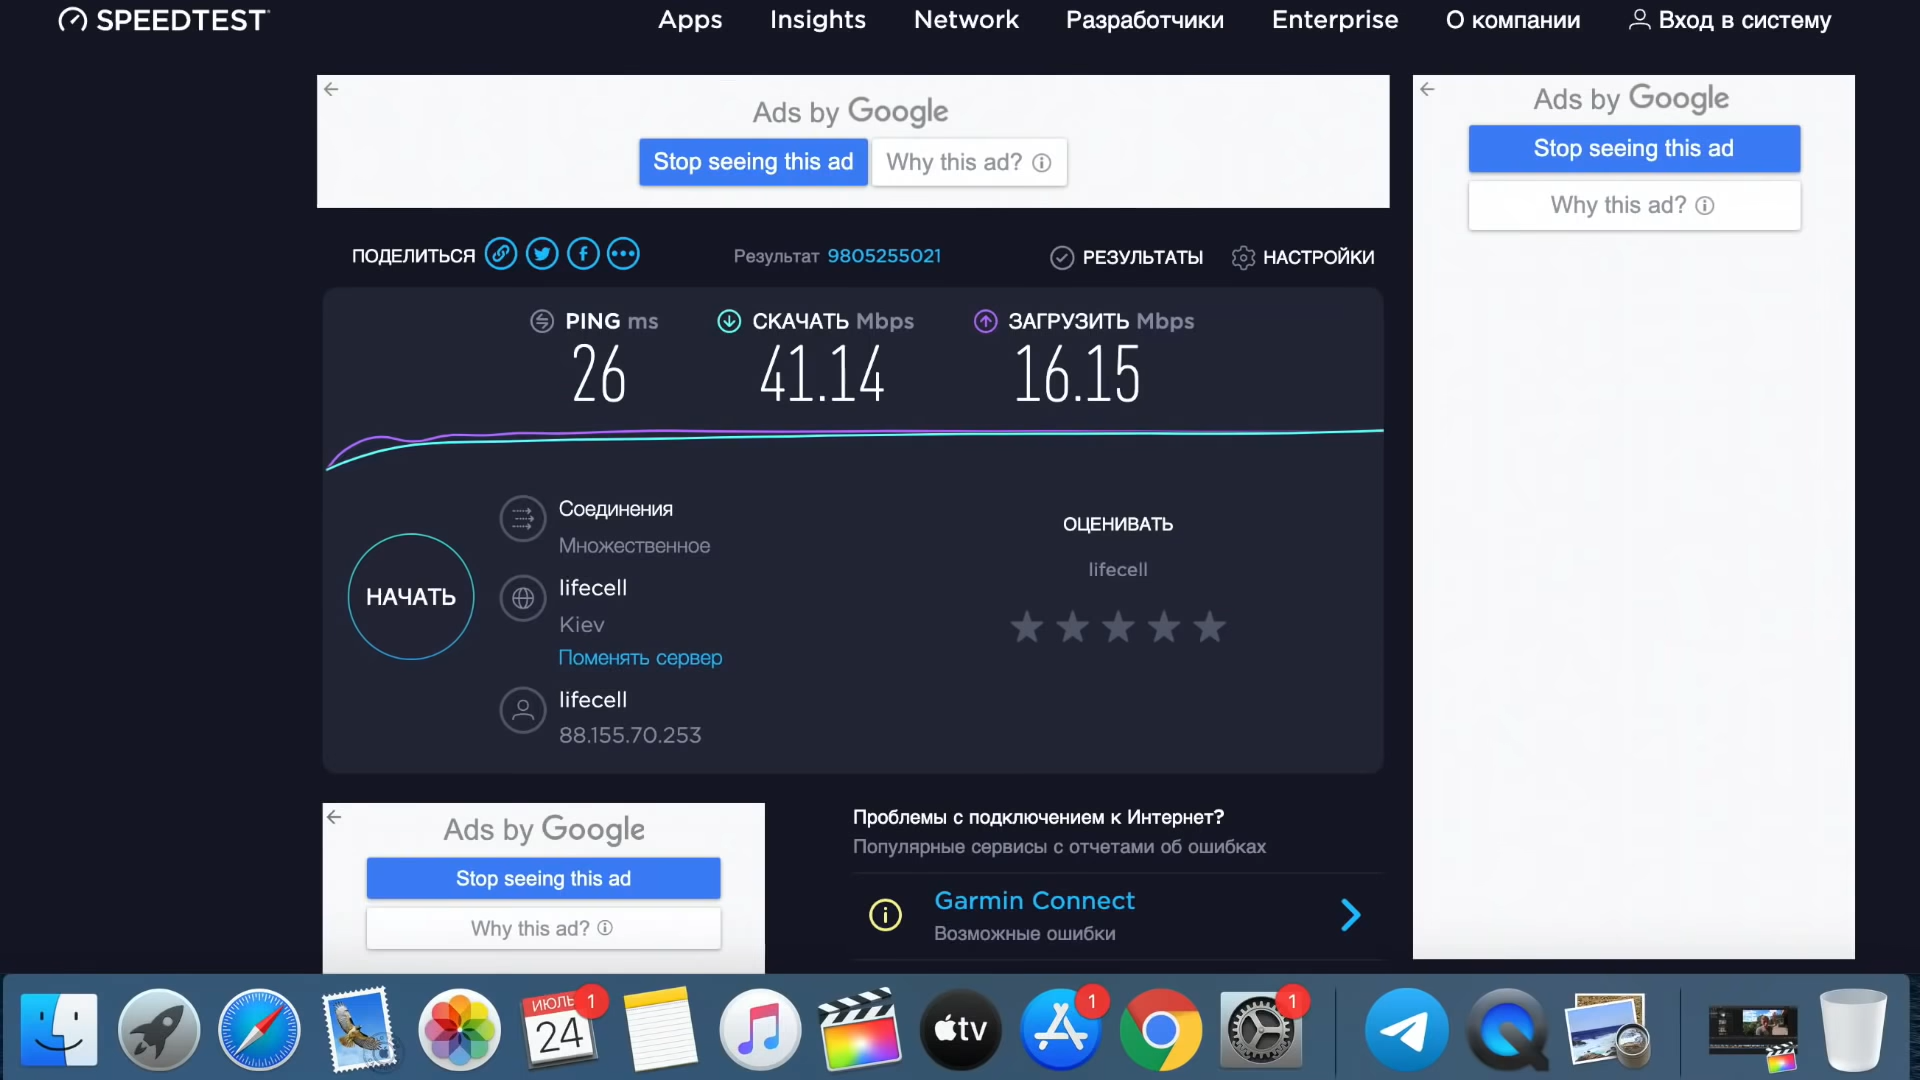 SPEEDTEST
Apps Insights Network Разработчики Enterprise О компании Вход в систему
Ads by Google
Stop seeing this ad Why this ad?
Ads by Google
Stop seeing this ad
Why this ad?
ПОДЕЛИТЬСЯ Результат 9805255021 РЕЗУЛЬТАТЫ НАСТРОЙКИ
PING ms СКАЧАТЬ Mbps ЗАГРУЗИТЬ Mbps
26 41.14 16.15
НАЧАТЬ
Соединения
Множественное
lifecell
Kiev
Поменять сервер
lifecell
88.155.70.253
ОЦЕНИВАТЬ
lifecell
Ads by Google
Stop seeing this ad
Why this ad?
Проблемы с подключением к Интернет?
Популярные сервисы с отчетами об ошибках
Garmin Connect
Возможные ошибки
ИЮЛЬ 1
24
tv
1
1